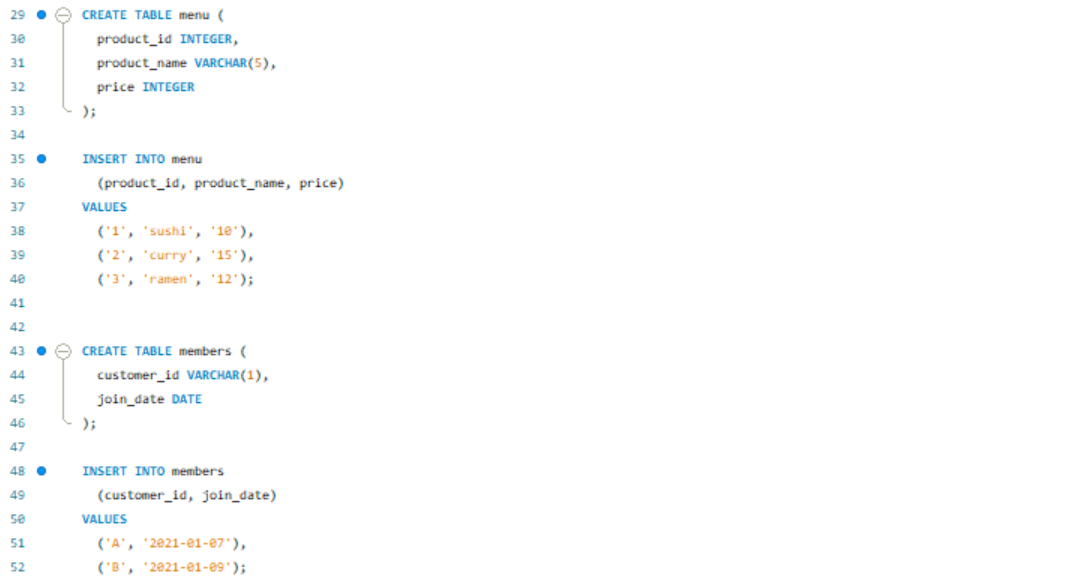 29 CREATE TABLE menu (
30 product_id INTEGER,
31 product_name VARCHAR(5),
32 price INTEGER
33 );
34
35 INSERT INTO menu
36 (product_id, product_name, price)
37 VALUES
38 ('1', 'sushi', '10'),
39 ('2', 'curry', '15'),
40 ('3', 'ramen', '12');
41
42
43 CREATE TABLE members (
44 customer_id VARCHAR(1),
45 join_date DATE
46 );
47
48 INSERT INTO members
49 (customer_id, join_date)
50 VALUES
51 ('A', '2021-01-07'),
52 ('B', '2021-01-09');